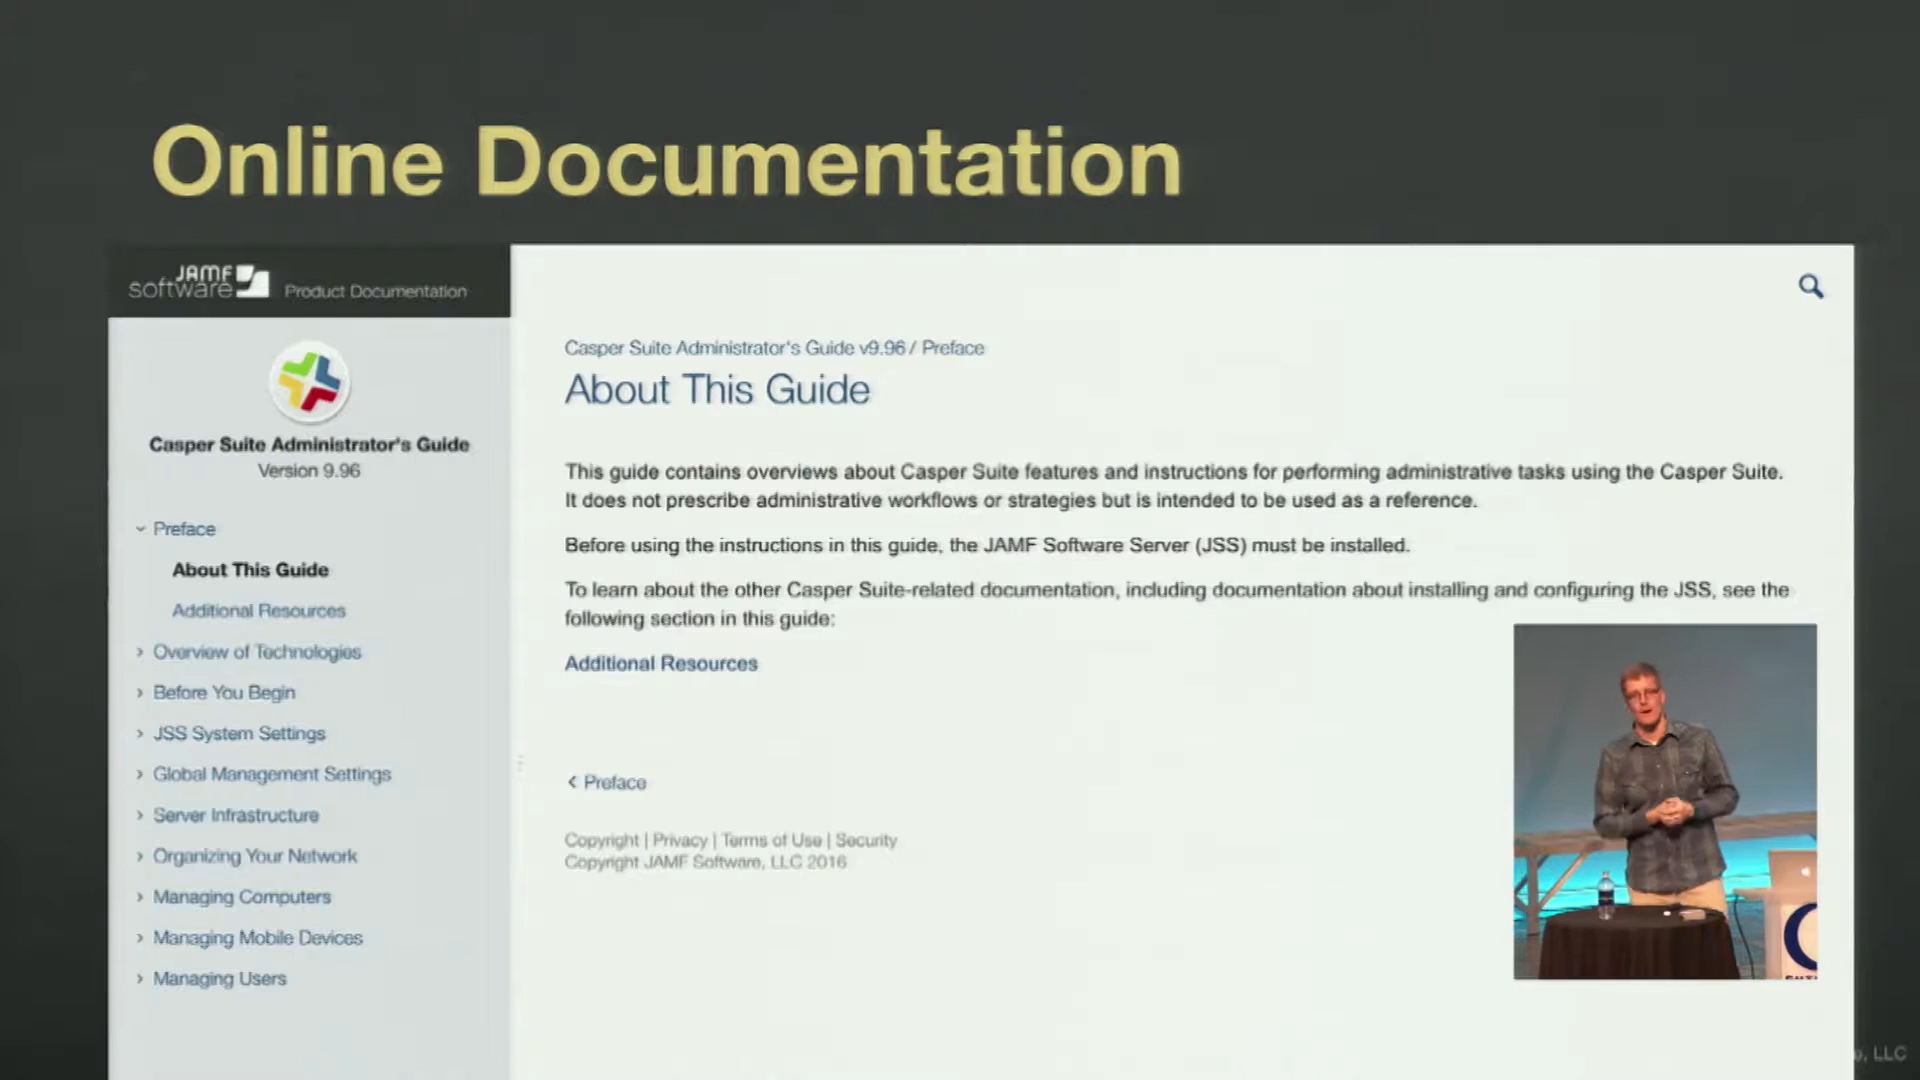 Online Documentation
JAMF
software
Product Documentation
Casper Suite Administrator's Guide
Version 9.96
Preface
About This Guide
Additional Resources
Overview of Technologies
Before You Begin
JSS System Settings
Global Management Settings
Server Infrastructure
Organizing Your Network
Managing Computers
Managing Mobile Devices
Managing Users
Casper Suite Administrator's Guide v9.96 / Preface
About This Guide
This guide contains overviews about Casper Suite features and instructions for performing administrative tasks using the Casper Suite.
It does not prescribe administrative workflows or strategies but is intended to be used as a reference.
Before using the instructions in this guide, the JAMF Software Server (JSS) must be installed.
To learn about the other Casper Suite-related documentation, including documentation about installing and configuring the JSS, see the
following section in this guide:
Additional Resources
< Preface
Copyright | Privacy | Terms of Use | Security
Copyright JAMF Software, LLC 2016
LLC